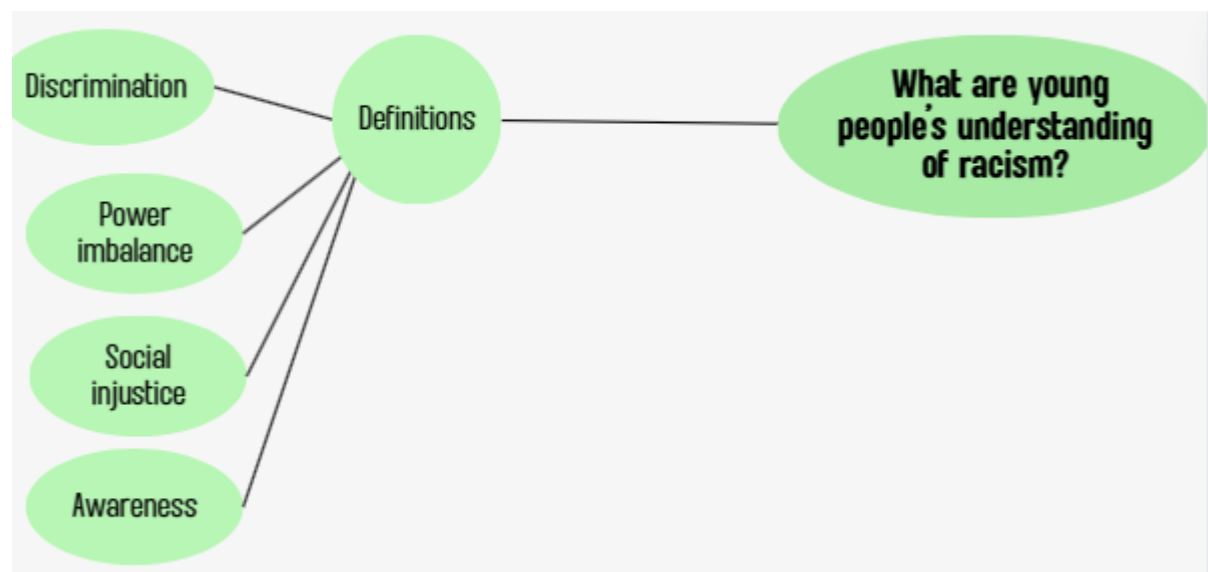 Discrimination
Definitions
What are young
people's understanding
of racism?
Power
imbalance
Social
injustice
Awareness